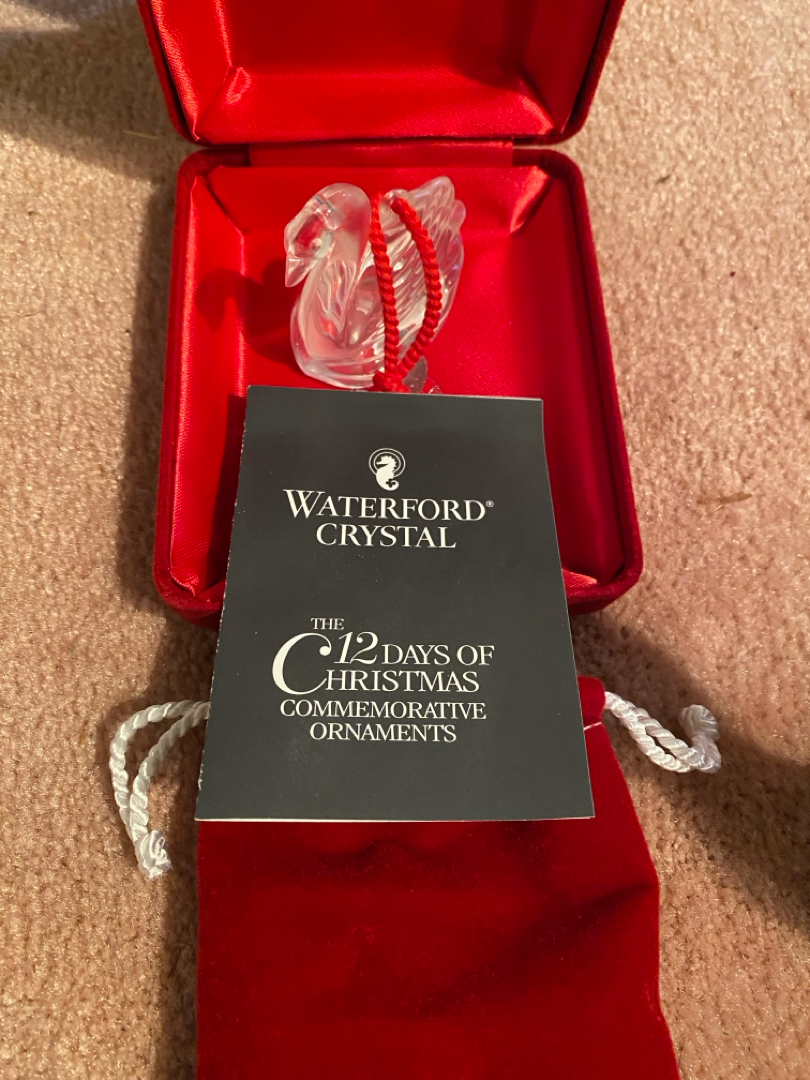 WATERFORD®
CRYSTAL
THE
12 DAYS OF
CHRISTMAS
COMMEMORATIVE
ORNAMENTS